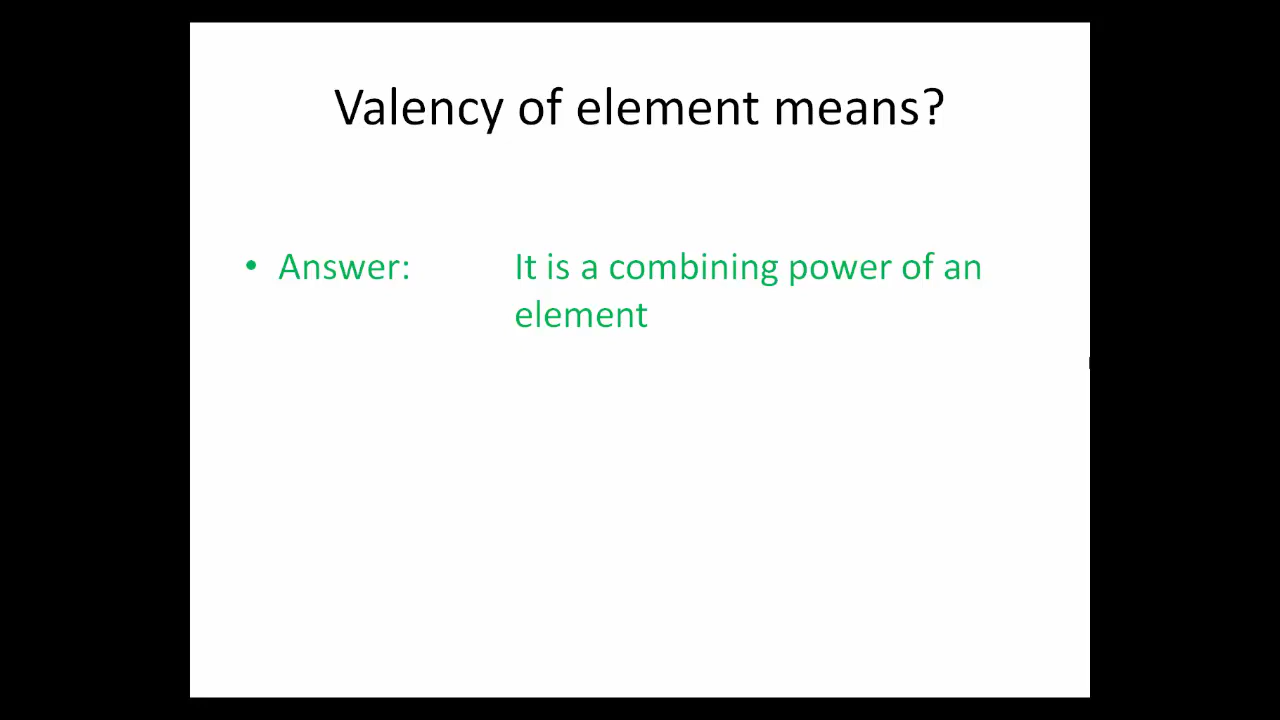 Valency of element means?
• Answer: It is a combining power of an
element